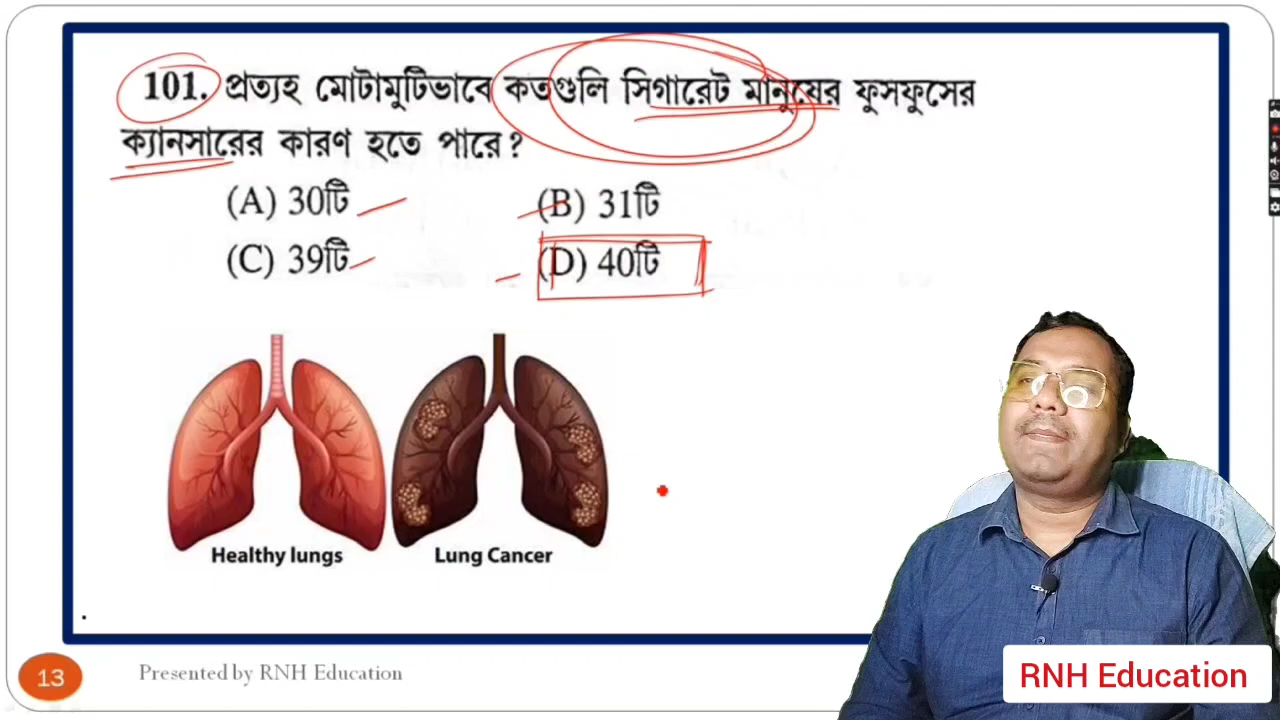 101. প্রত্যহ মোটামুটিভাবে কতগুলি সিগারেট মানুষের ফুসফুসের
ক্যানসারের কারণ হতে পারে?
(A) 30টি (B) 31টি
(C) 39টি (D) 40টি
Healthy lungs Lung Cancer
13 Presented by RNH Education
RNH Education